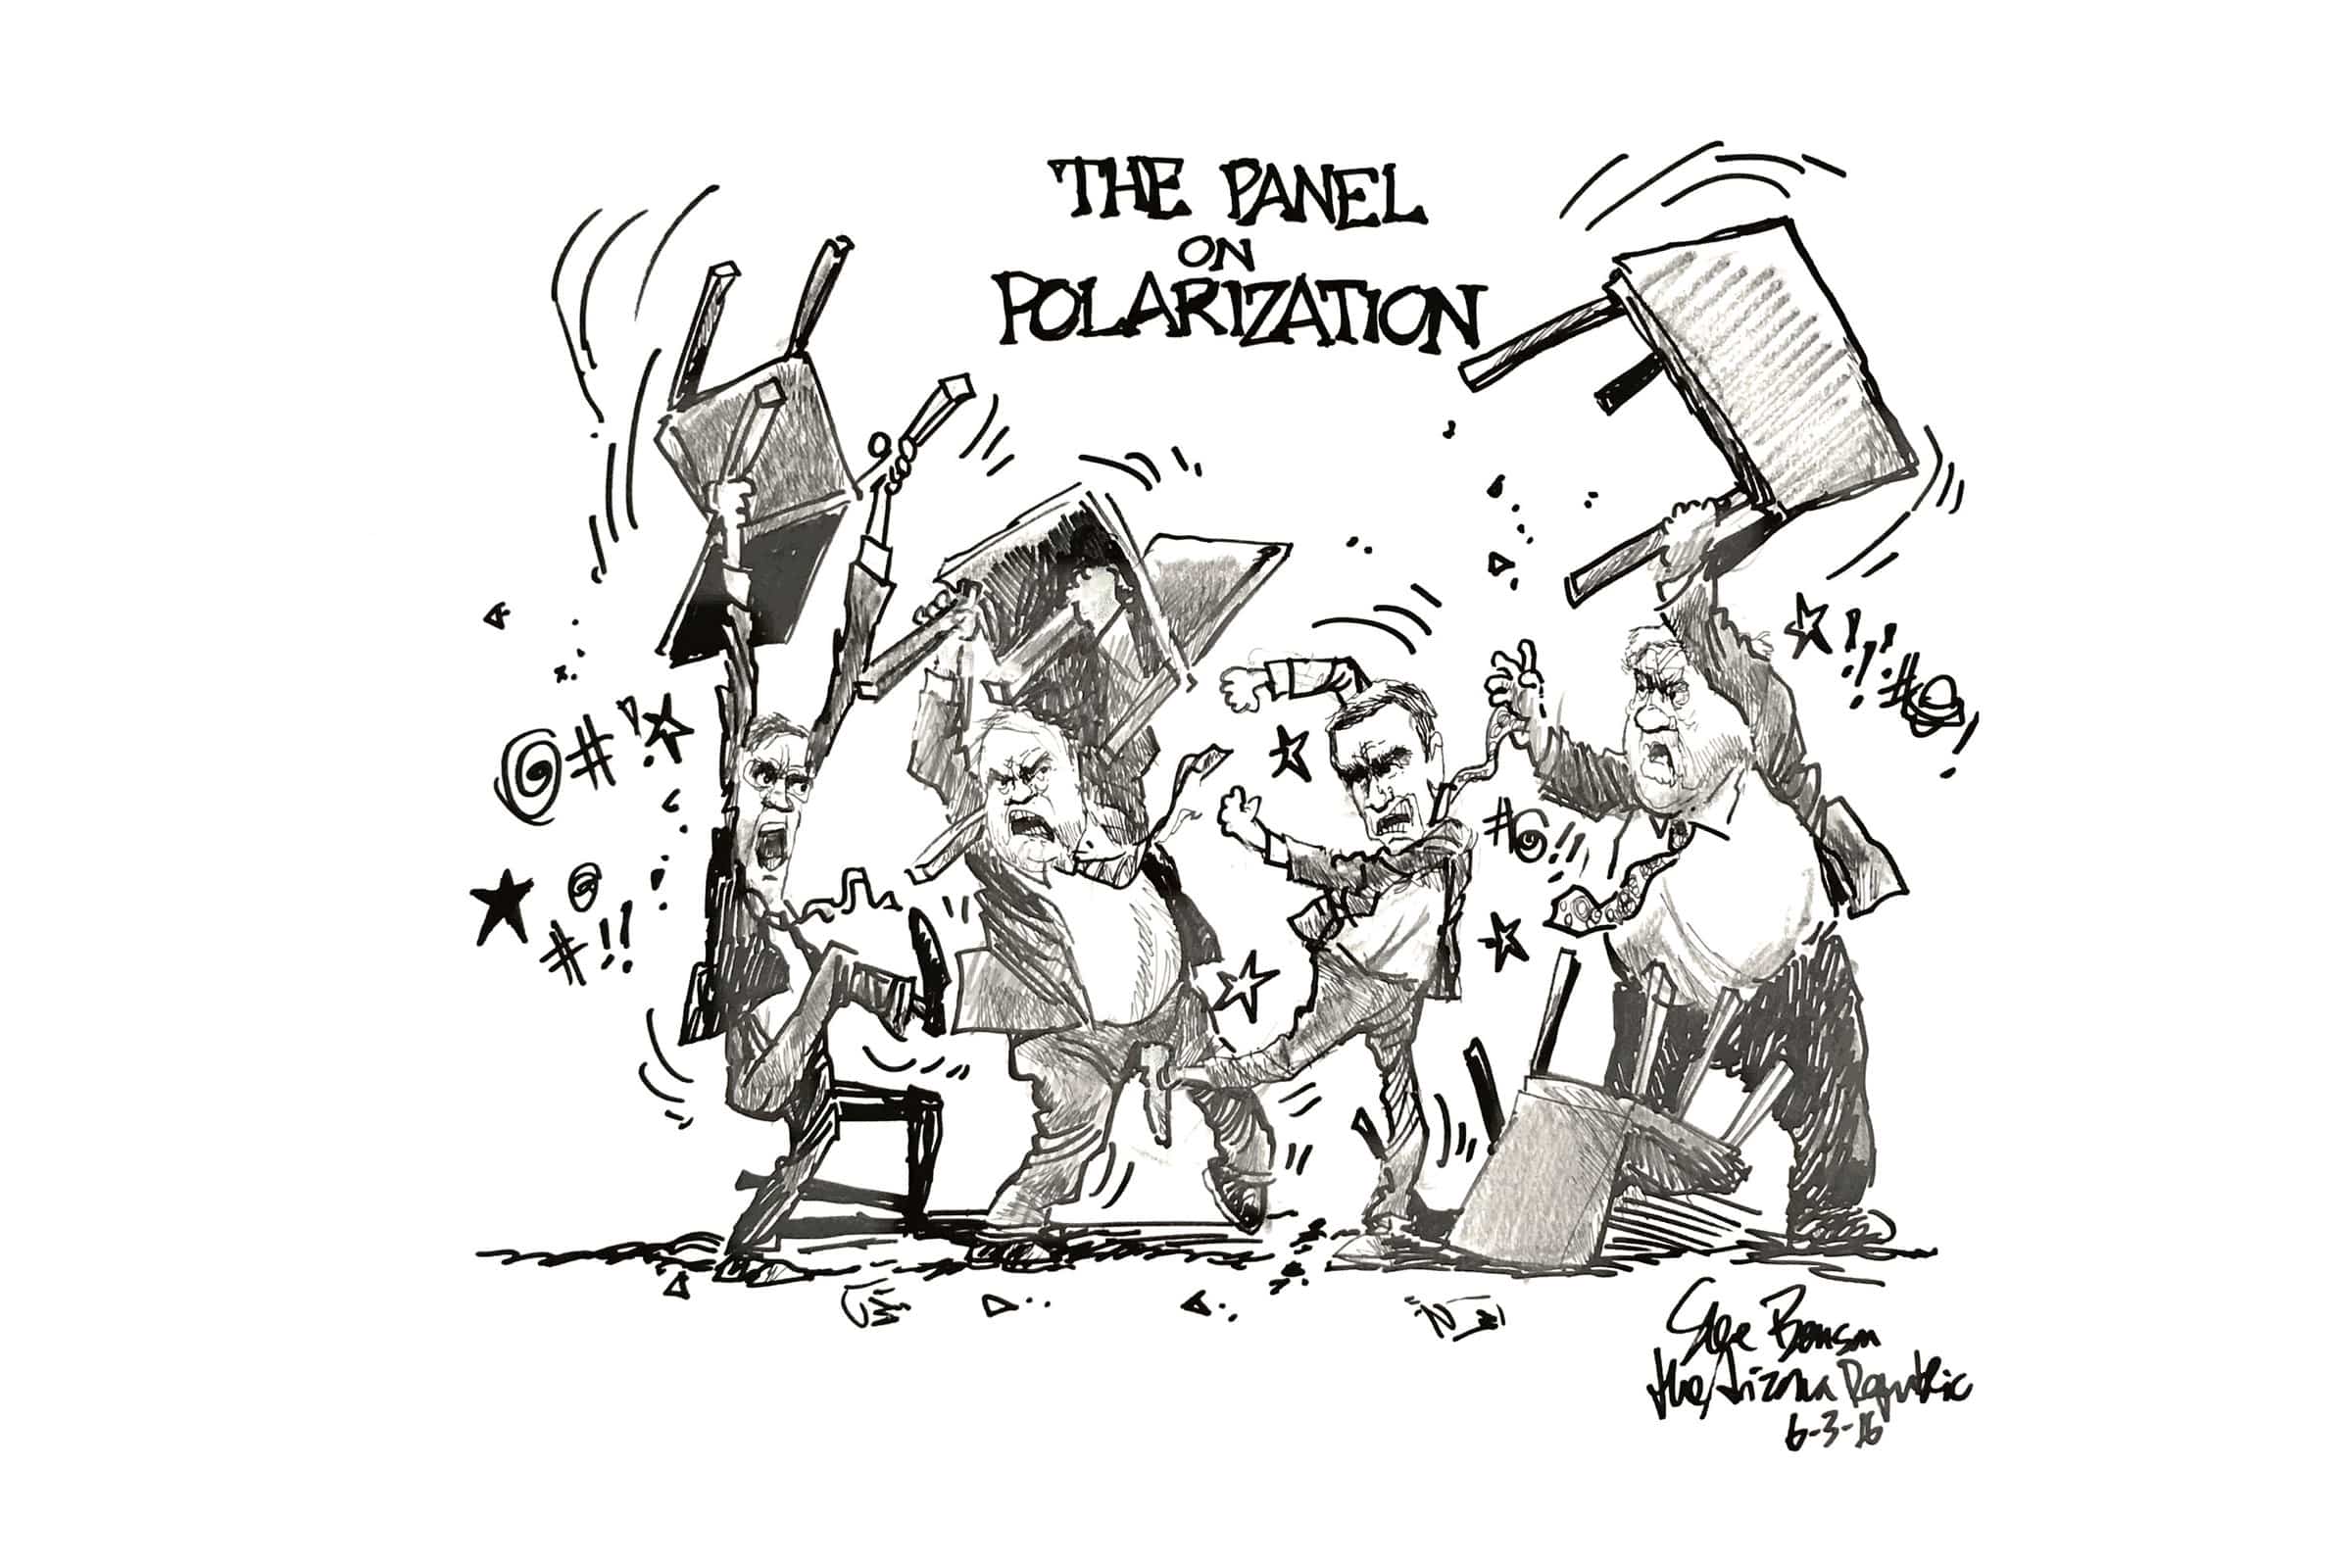 THE PANEL
ON
POLARIZATION
@#!★
★@
#!!
★!!#@!
#@!!
Steve Benson
The Arizona Republic
6-3-16